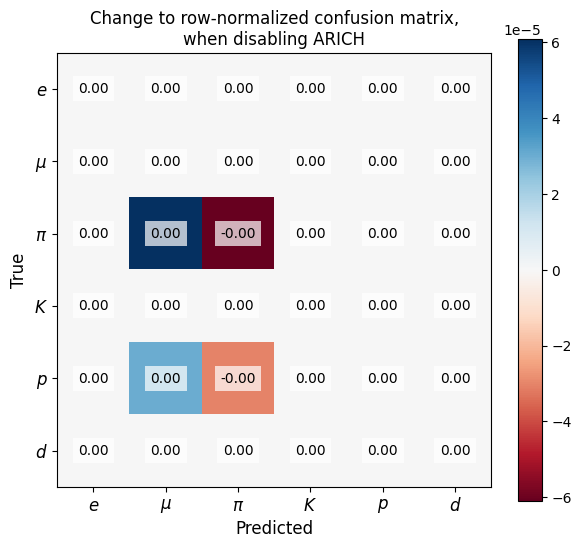 Change to row-normalized confusion matrix,
when disabling ARICH
1e−5
e 0.00 0.00 0.00 0.00 0.00 0.00
μ 0.00 0.00 0.00 0.00 0.00 0.00
π 0.00 0.00 -0.00 0.00 0.00 0.00
K 0.00 0.00 0.00 0.00 0.00 0.00
p 0.00 0.00 -0.00 0.00 0.00 0.00
d 0.00 0.00 0.00 0.00 0.00 0.00
e μ π K p d
True
Predicted
6
4
2
0
−2
−4
−6